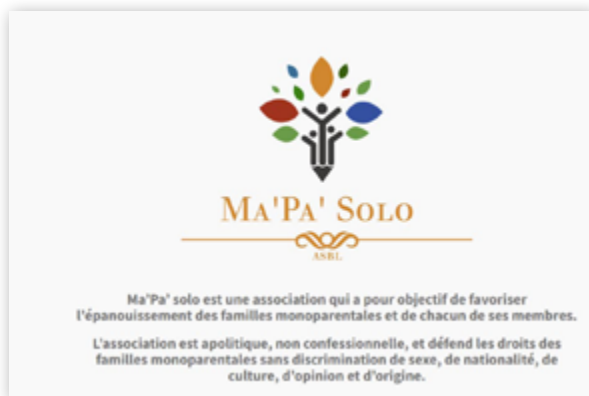 MA'PA' SOLO
ASBL
Ma'Pa' solo est une association qui a pour objectif de favoriser
l'épanouissement des familles monoparentales et de chacun de ses membres.
L'association est apolitique, non confessionnelle, et défend les droits des
familles monoparentales sans discrimination de sexe, de nationalité, de
culture, d'opinion et d'origine.